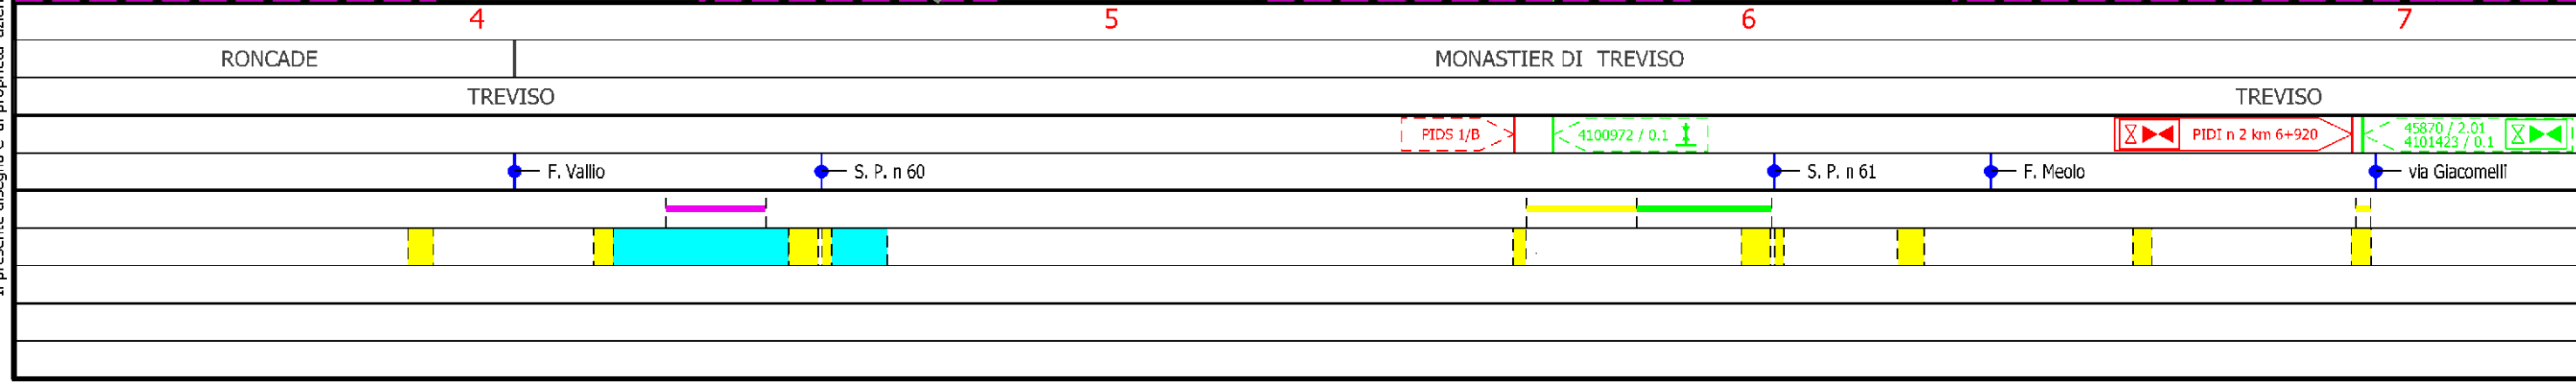 4 5 6 7
RONCADE MONASTIER DI TREVISO
TREVISO TREVISO
PIDS 1/B 4100972 / 0.1 PIDI n 2 km 6+920 45870 / 2.01
4101423 / 0.1
F. Vallio S. P. n 60 S. P. n 61 F. Meolo via Giacomelli